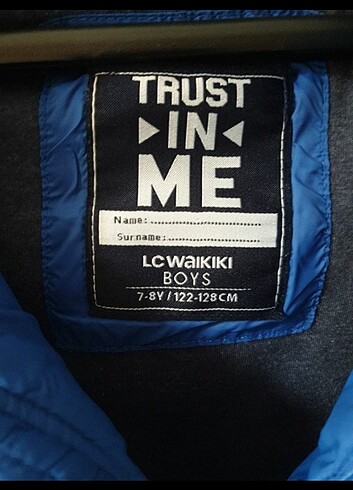 TRUST
▶IN◀
ME
Name:........................
Surname:......................
LC WAIKIKI
BOYS
7-8Y / 122-128CM